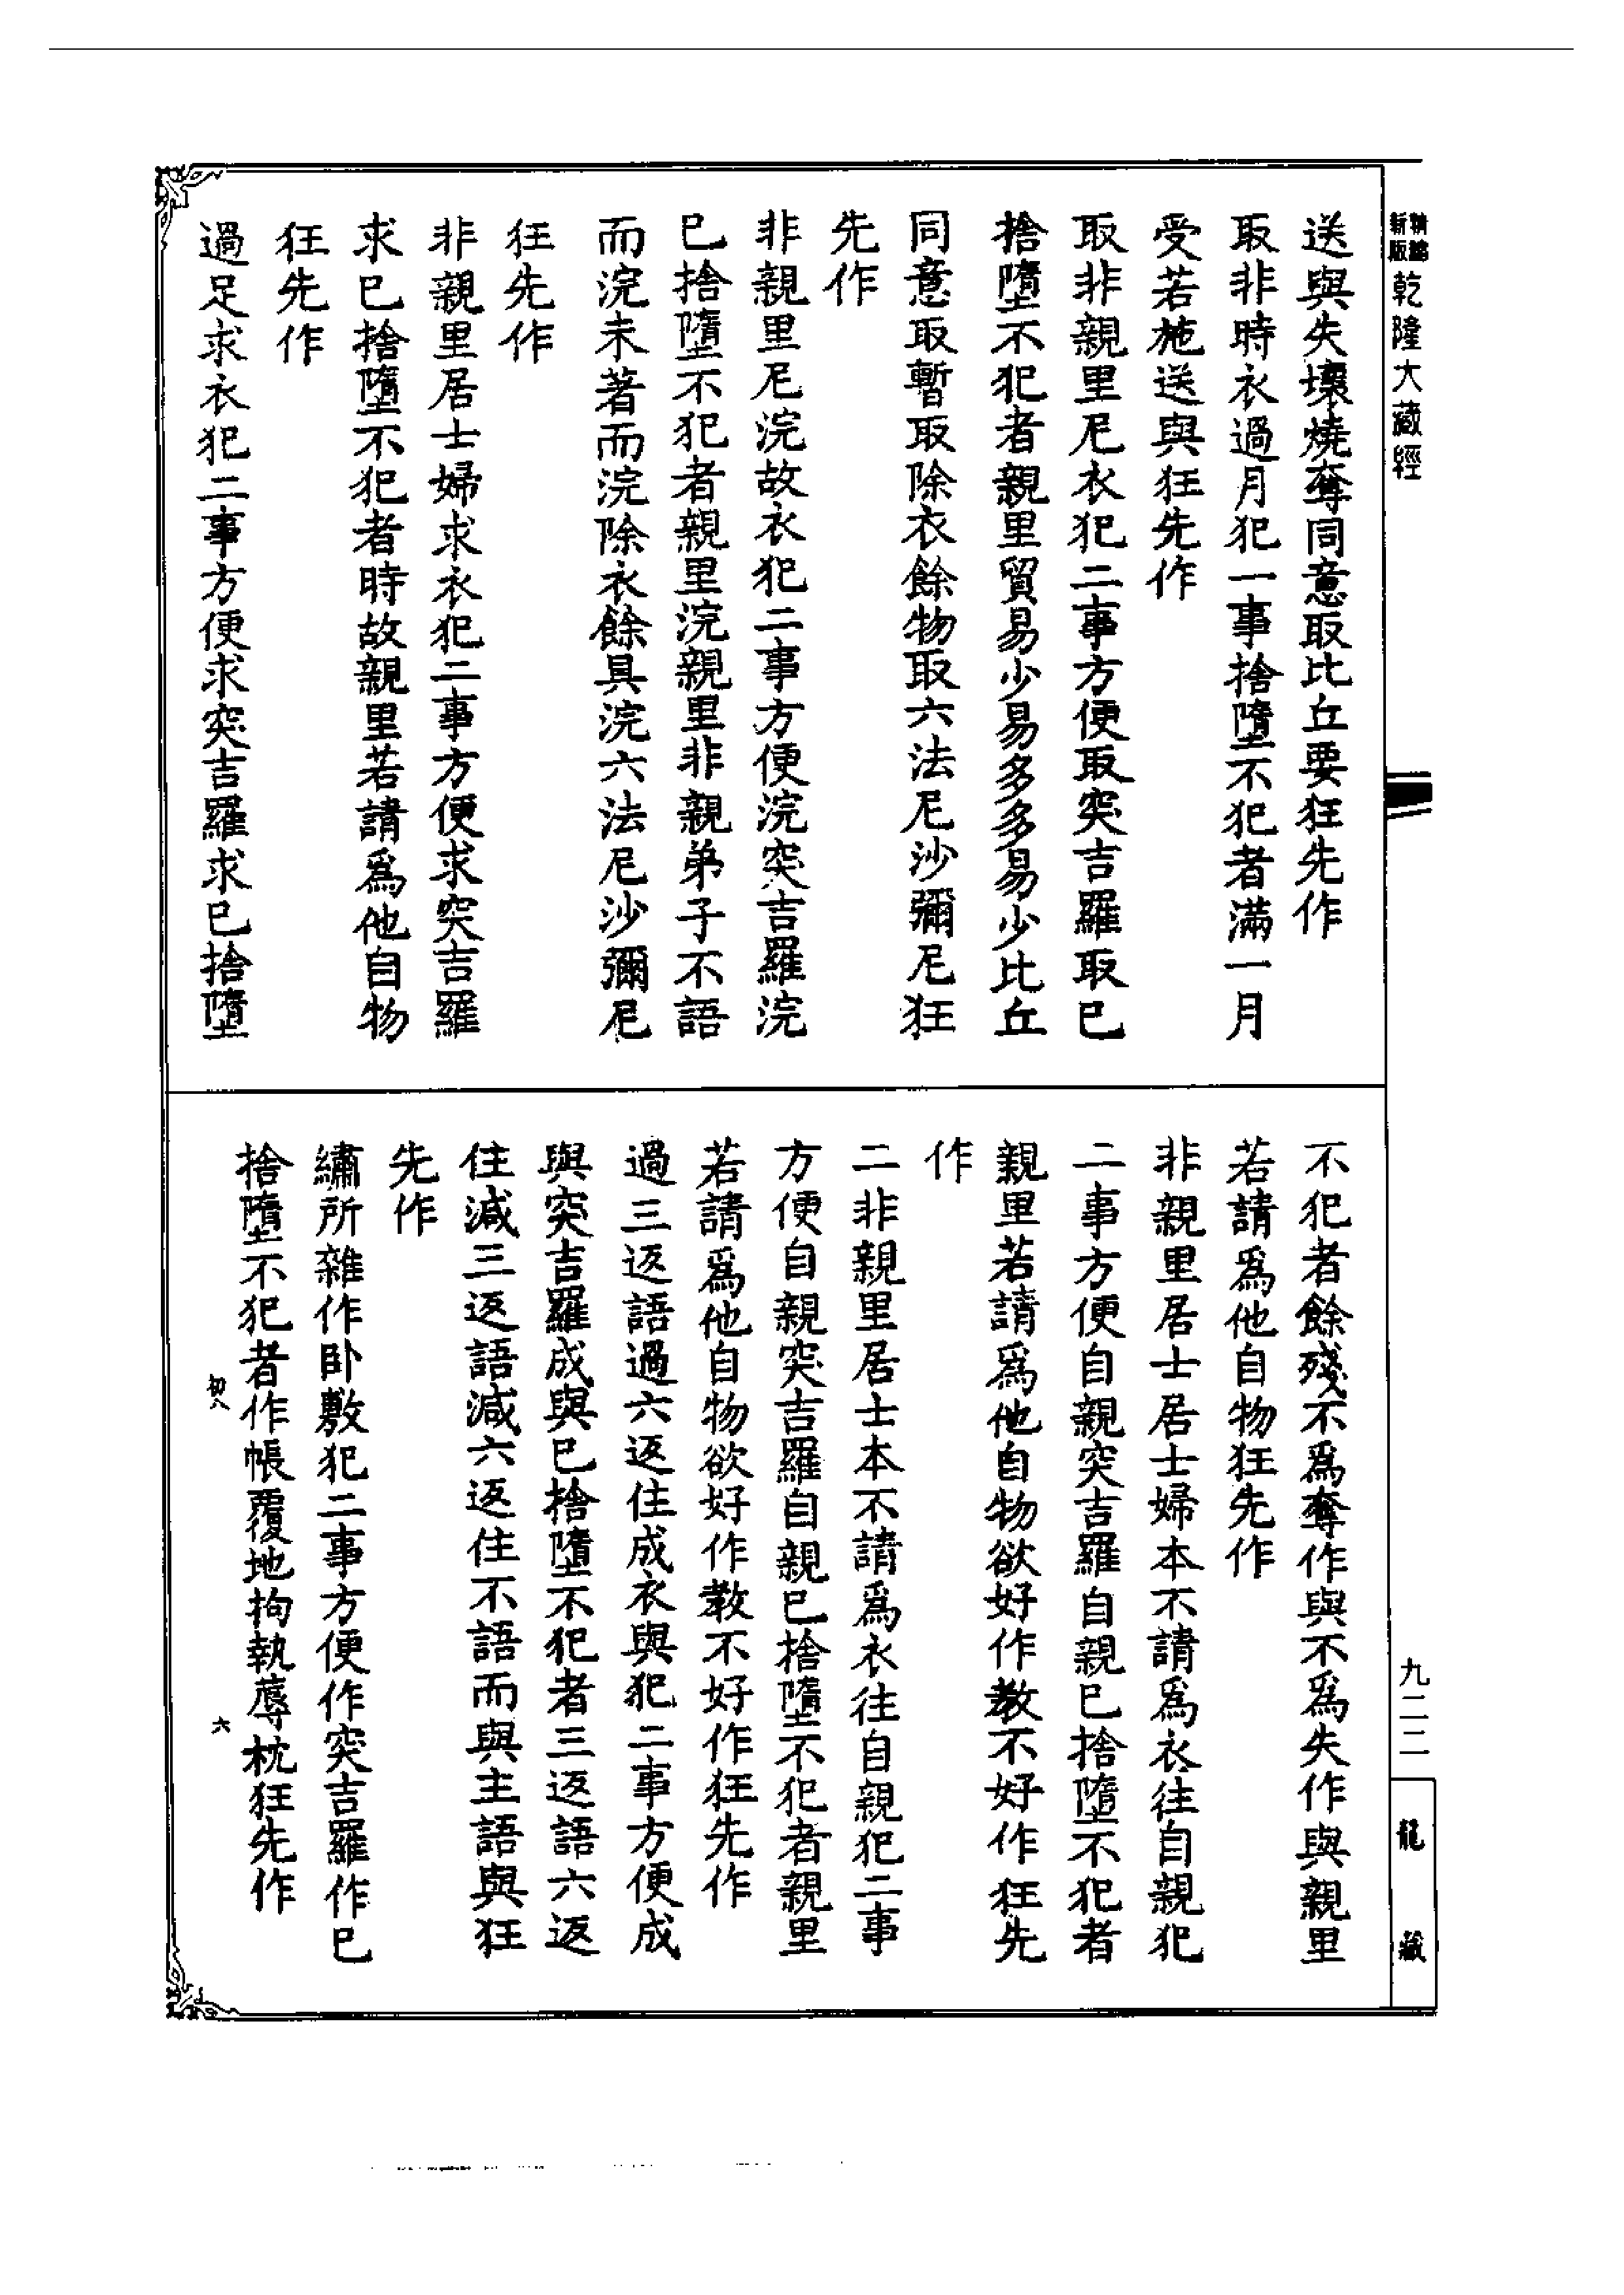 精縮新版乾隆大藏經
九二二
龍藏
送與失壞燒奪同意取比丘要狂先作
取非時衣過月犯一事捨墮不犯者滿一月
受若施送與狂先作
取非親里尼衣犯二事方便取突吉羅取已
捨墮不犯者親里貿易少易多多易少比丘
同意取暫取除衣餘物取六法尼沙彌尼狂
先作
非親里尼浣故衣犯二事方便浣突吉羅浣
已捨墮不犯者親里浣親里非親弟子不語
而浣未著而浣除衣餘具浣六法尼沙彌尼
狂先作
非親里居士婦求衣犯二事方便求突吉羅
求已捨墮不犯者時故親里若請爲他自物
狂先作
過足求衣犯二事方便求突吉羅求已捨墮
不犯者餘殘不爲奪作與不爲失作與親里
若請爲他自物狂先作
非親里居士居士婦本不請爲衣往自親犯
二事方便自親突吉羅自親已捨墮不犯者
親里若請爲他自物欲好作教不好作狂先
作
二非親里居士本不請爲衣往自親犯二事
方便自親突吉羅自親已捨墮不犯者親里
若請爲他自物欲好作教不好作狂先作
過三返語過六返住成衣與犯二事方便成
與突吉羅成與已捨墮不犯者三返語六返
住減三返語減六返住不語而與主語與狂
先作
繡所雜作卧敷犯二事方便作突吉羅作已
捨墮不犯者作帳覆地拘執蓐枕狂先作
初八
六